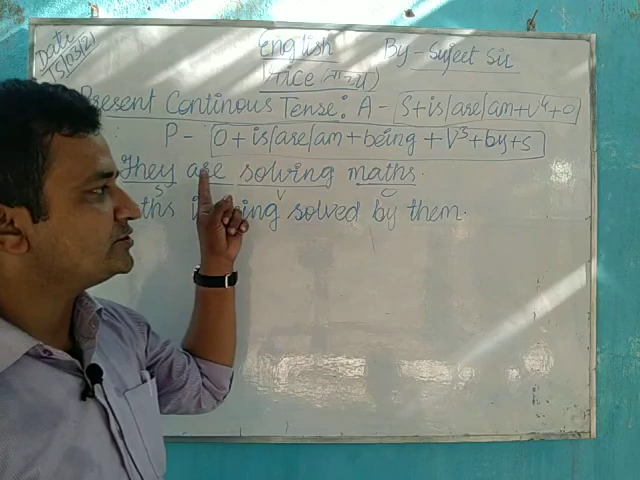 Date
15/03/21
English
By - Sujeet Sir
(Voice वाच्य)
Present Continous Tense: A - S+is/are/am+V⁴+O
P - O+is/are/am+being+V³+by+S
They are solving maths.
S V O
solved by them.